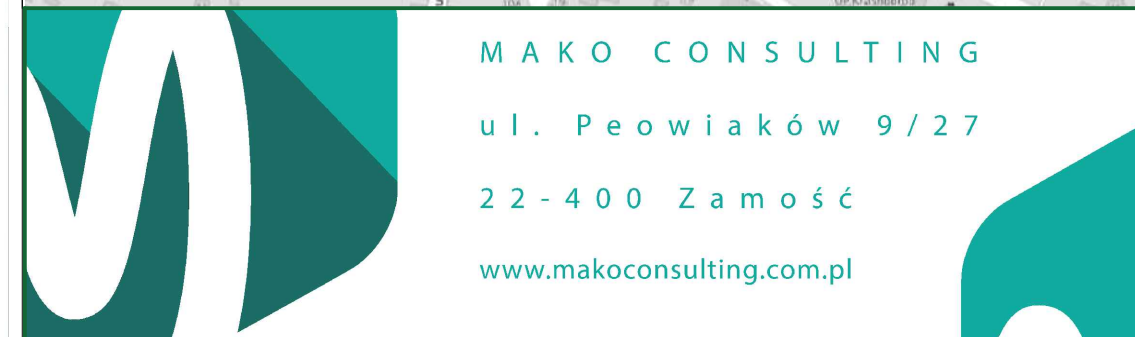 MAKO CONSULTING
ul. Peowiaków 9/27
22-400 Zamość
www.makoconsulting.com.pl